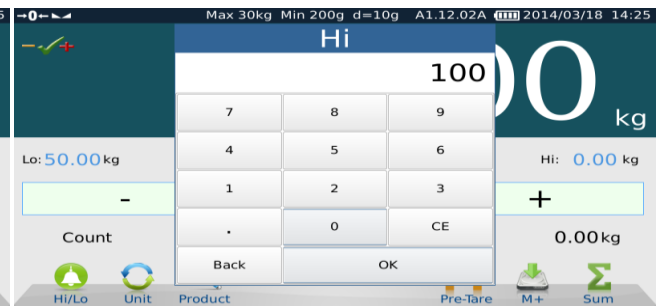 5 →0← Max 30kg Min 200g d=10g A1.12.02A 2014/03/18 14:25
Hi
100
0 kg
7 8 9
4 5 6
Lo: 50.00 kg Hi: 0.00 kg
1 2 3
- +
. 0 CE
Count 0.00kg
Back OK
Hi/Lo Unit Product Pre-Tare M+ Sum